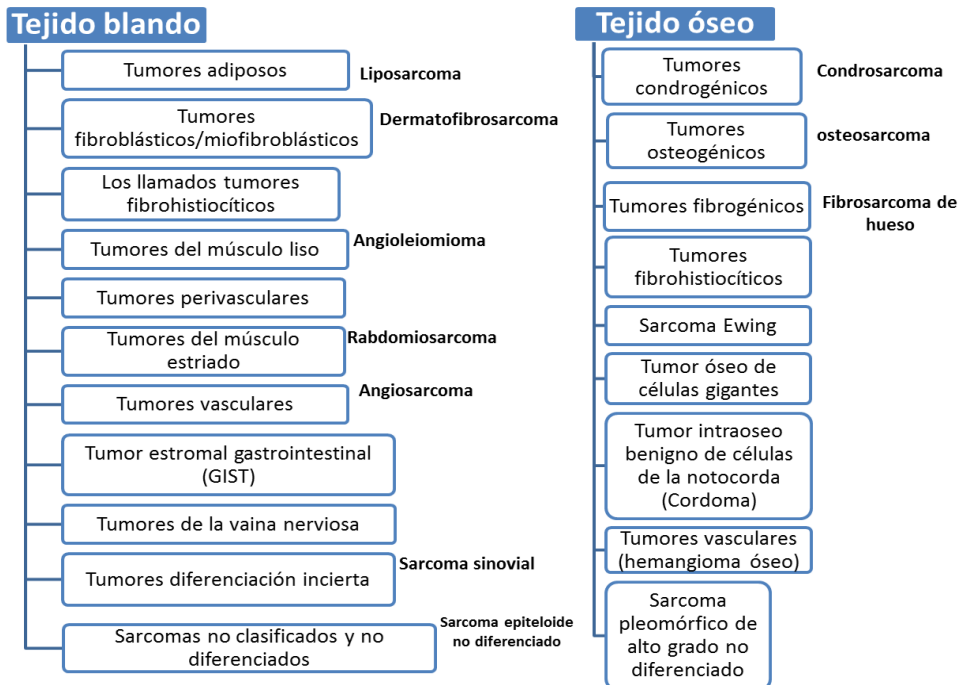 Tejido blando
Tumores adiposos
Liposarcoma
Tumores
fibroblásticos/miofibroblásticos
Dermatofibrosarcoma
Los llamados tumores
fibrohistiocíticos
Tumores del músculo liso
Angioleiomioma
Tumores perivasculares
Tumores del músculo
estriado
Rabdomiosarcoma
Tumores vasculares
Angiosarcoma
Tumor estromal gastrointestinal
(GIST)
Tumores de la vaina nerviosa
Tumores diferenciación incierta
Sarcoma sinovial
Sarcomas no clasificados y no
diferenciados
Sarcoma epiteloide
no diferenciado
Tejido óseo
Tumores
condrogénicos
Condrosarcoma
Tumores
osteogénicos
osteosarcoma
Tumores fibrogénicos
Fibrosarcoma de
hueso
Tumores
fibrohistiocíticos
Sarcoma Ewing
Tumor óseo de
células gigantes
Tumor intraoseo
benigno de células
de la notocorda
(Cordoma)
Tumores vasculares
(hemangioma óseo)
Sarcoma
pleomórfico de
alto grado no
diferenciado